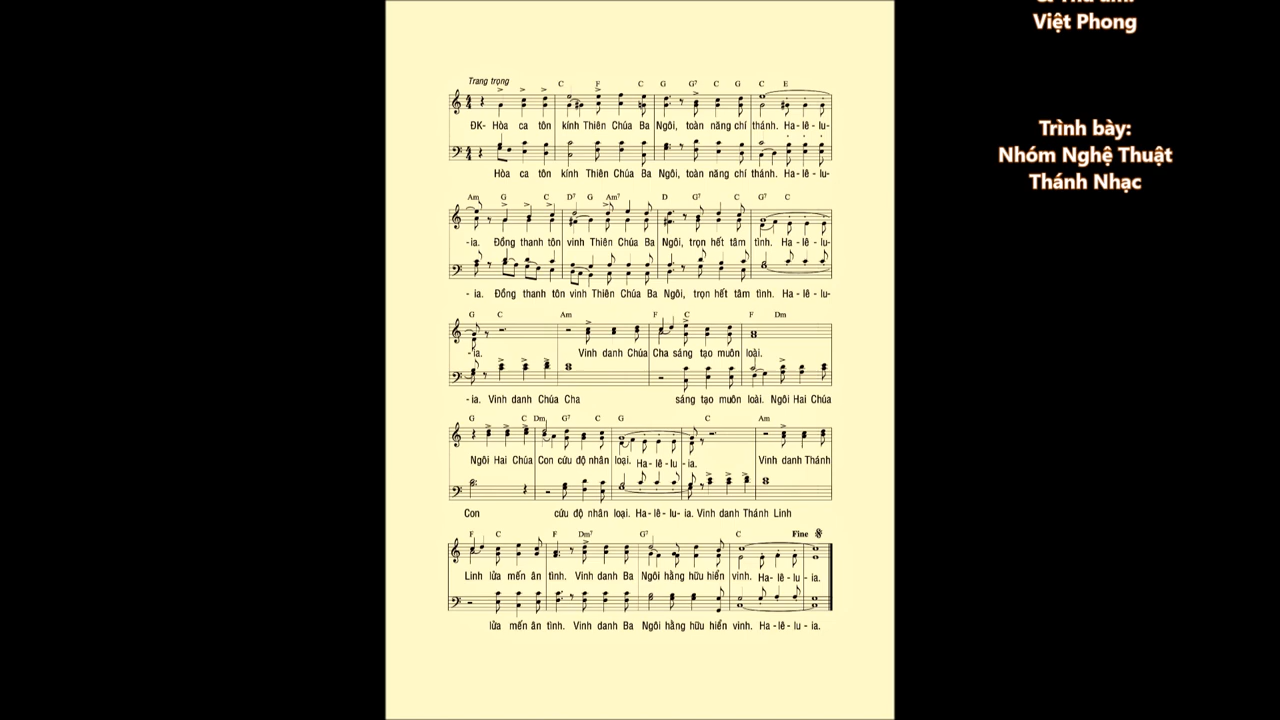 Việt Phong
Trình bày:
Nhóm Nghệ Thuật
Thánh Nhạc
Trang trọng
C F C G G7 C G C E
ĐK- Hòa ca tôn kính Thiên Chúa Ba Ngôi, toàn năng chí thánh. Ha-lê-lu-
Hòa ca tôn kính Thiên Chúa Ba Ngôi, toàn năng chí thánh. Ha-lê-lu-
Am G C D7 G Am7 D G7 C G7 C
-ia. Đồng thanh tôn vinh Thiên Chúa Ba Ngôi, trọn hết tâm tình. Ha-lê-lu-
-ia. Đồng thanh tôn vinh Thiên Chúa Ba Ngôi, trọn hết tâm tình. Ha-lê-lu-
G C Am F C F Dm
-ia. Vinh danh Chúa Cha sáng tạo muôn loài.
-ia. Vinh danh Chúa Cha sáng tạo muôn loài. Ngôi Hai Chúa
G C Dm G7 C G C Am
Ngôi Hai Chúa Con cứu độ nhân loại. Ha-lê-lu-ia. Vinh danh Thánh
Con cứu độ nhân loại. Ha-lê-lu-ia. Vinh danh Thánh Linh
F C F Dm7 G7 C Fine
Linh lửa mến ân tình. Vinh danh Ba Ngôi hằng hữu hiển vinh. Ha-lê-lu-ia.
lửa mến ân tình. Vinh danh Ba Ngôi hằng hữu hiển vinh. Ha-lê-lu-ia.